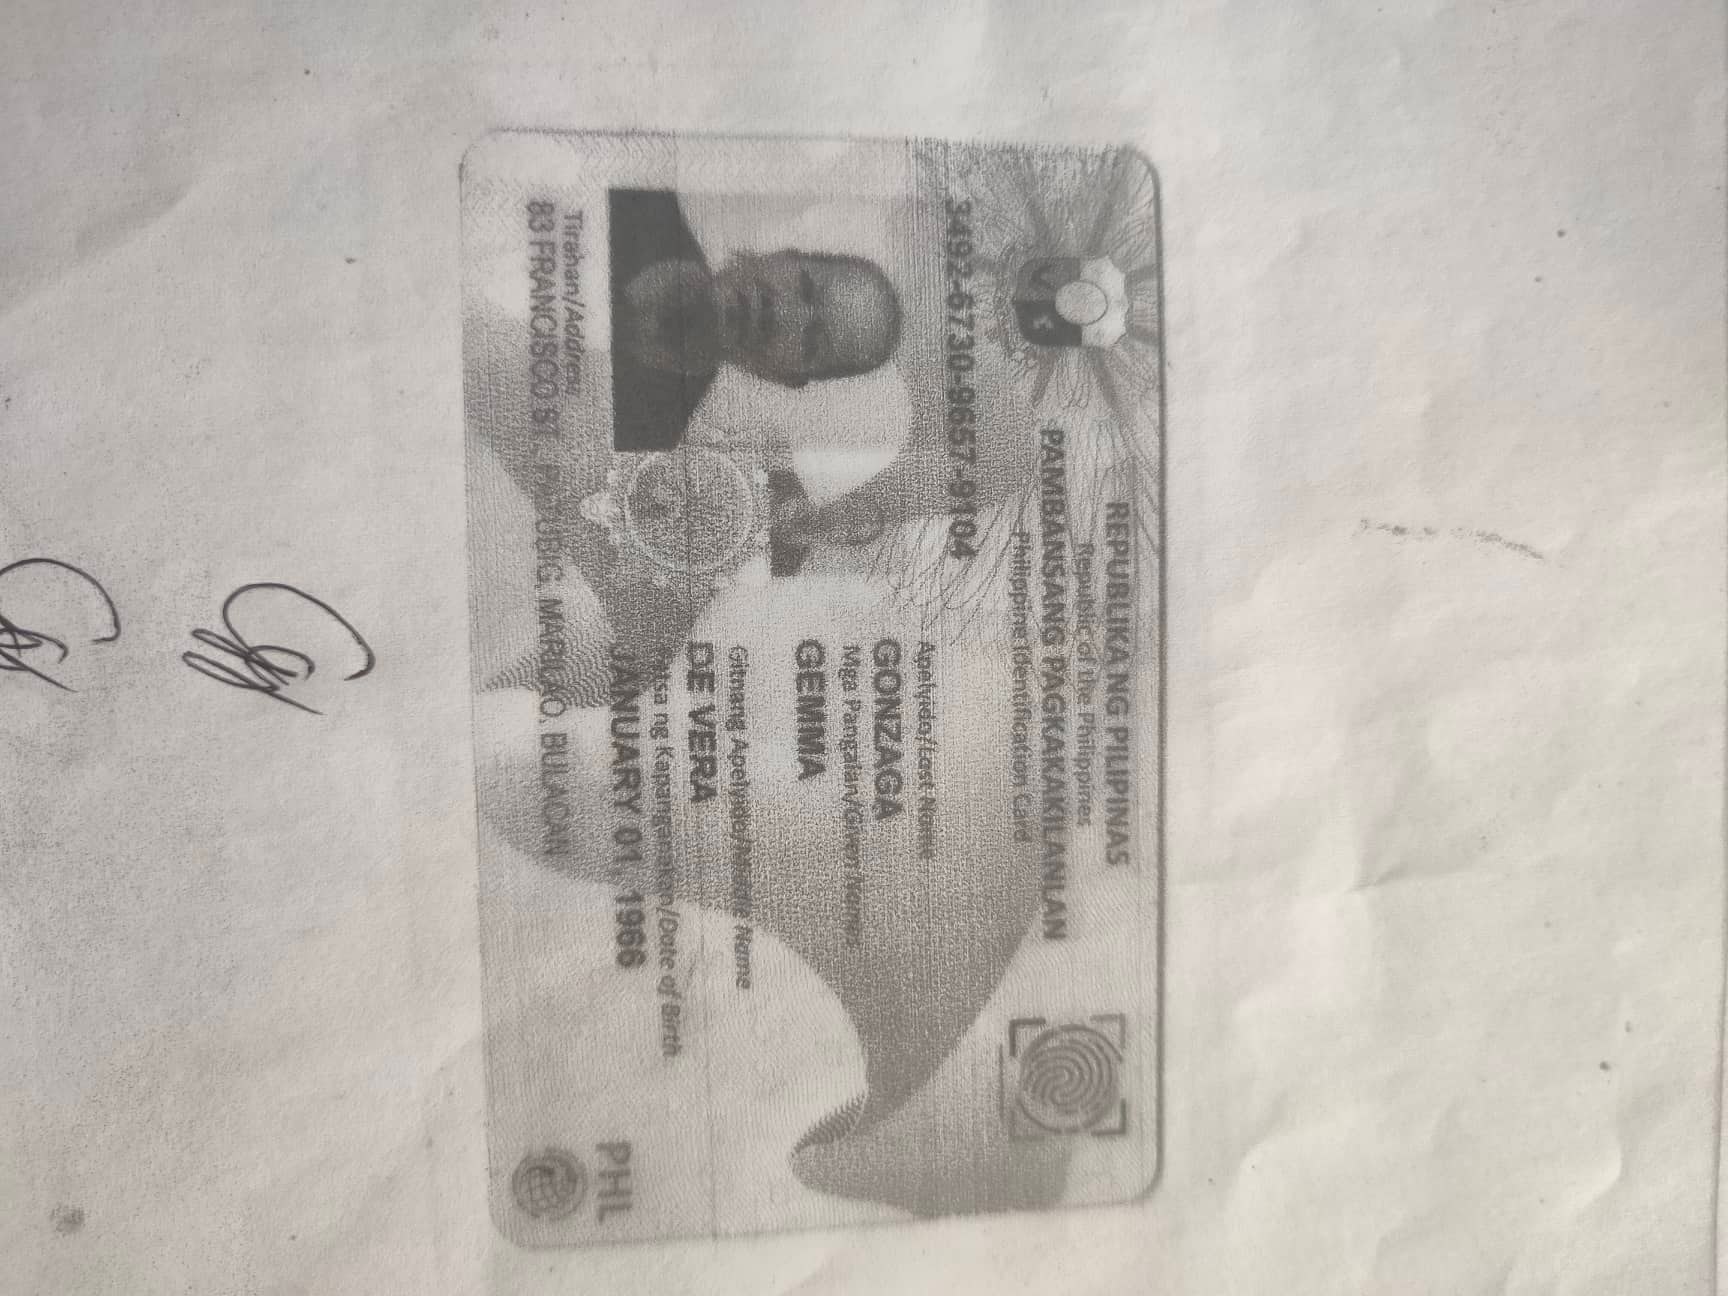 REPUBLIKA NG PILIPINAS
Republic of the Philippines
PAMBANSANG PAGKAKAKILANLAN
Philippine Identification Card
3492-6730-9657-9104
Apelyido/Last Name
GONZAGA
Mga Pangalan/Given Names
GEMMA
Gitnang Apelyido/Middle Name
DE VERA
Petsa ng Kapanganakan/Date of Birth
JANUARY 01, 1966
Tirahan/Address
83 FRANCISCO ST., MARILAO, BULACAN
PHL